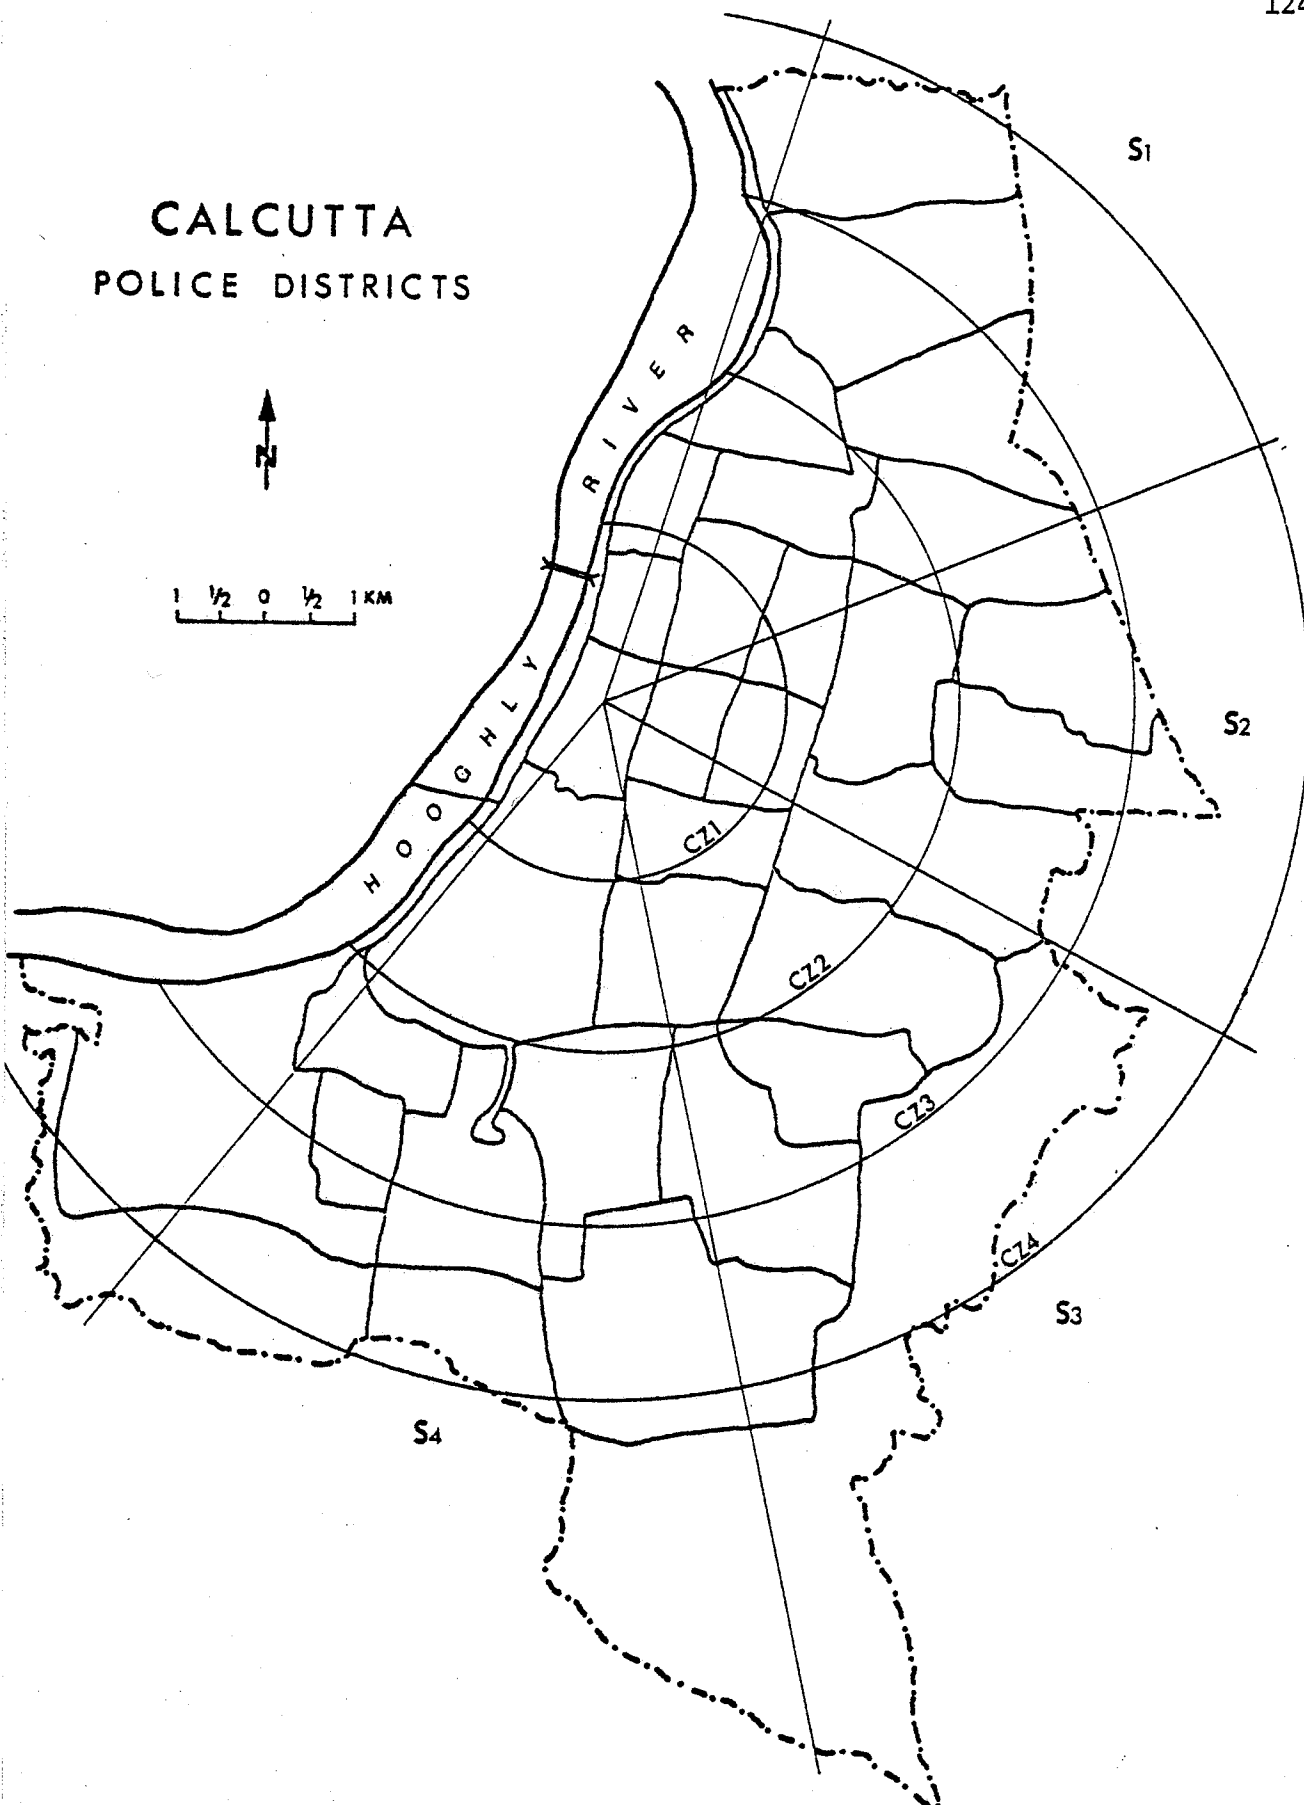 124
S1
CALCUTTA
POLICE DISTRICTS
N
1 ½ 0 ½ 1 KM
HOOGHLY RIVER
S2
CZ1
CZ2
CZ3
CZ4
S3
S4